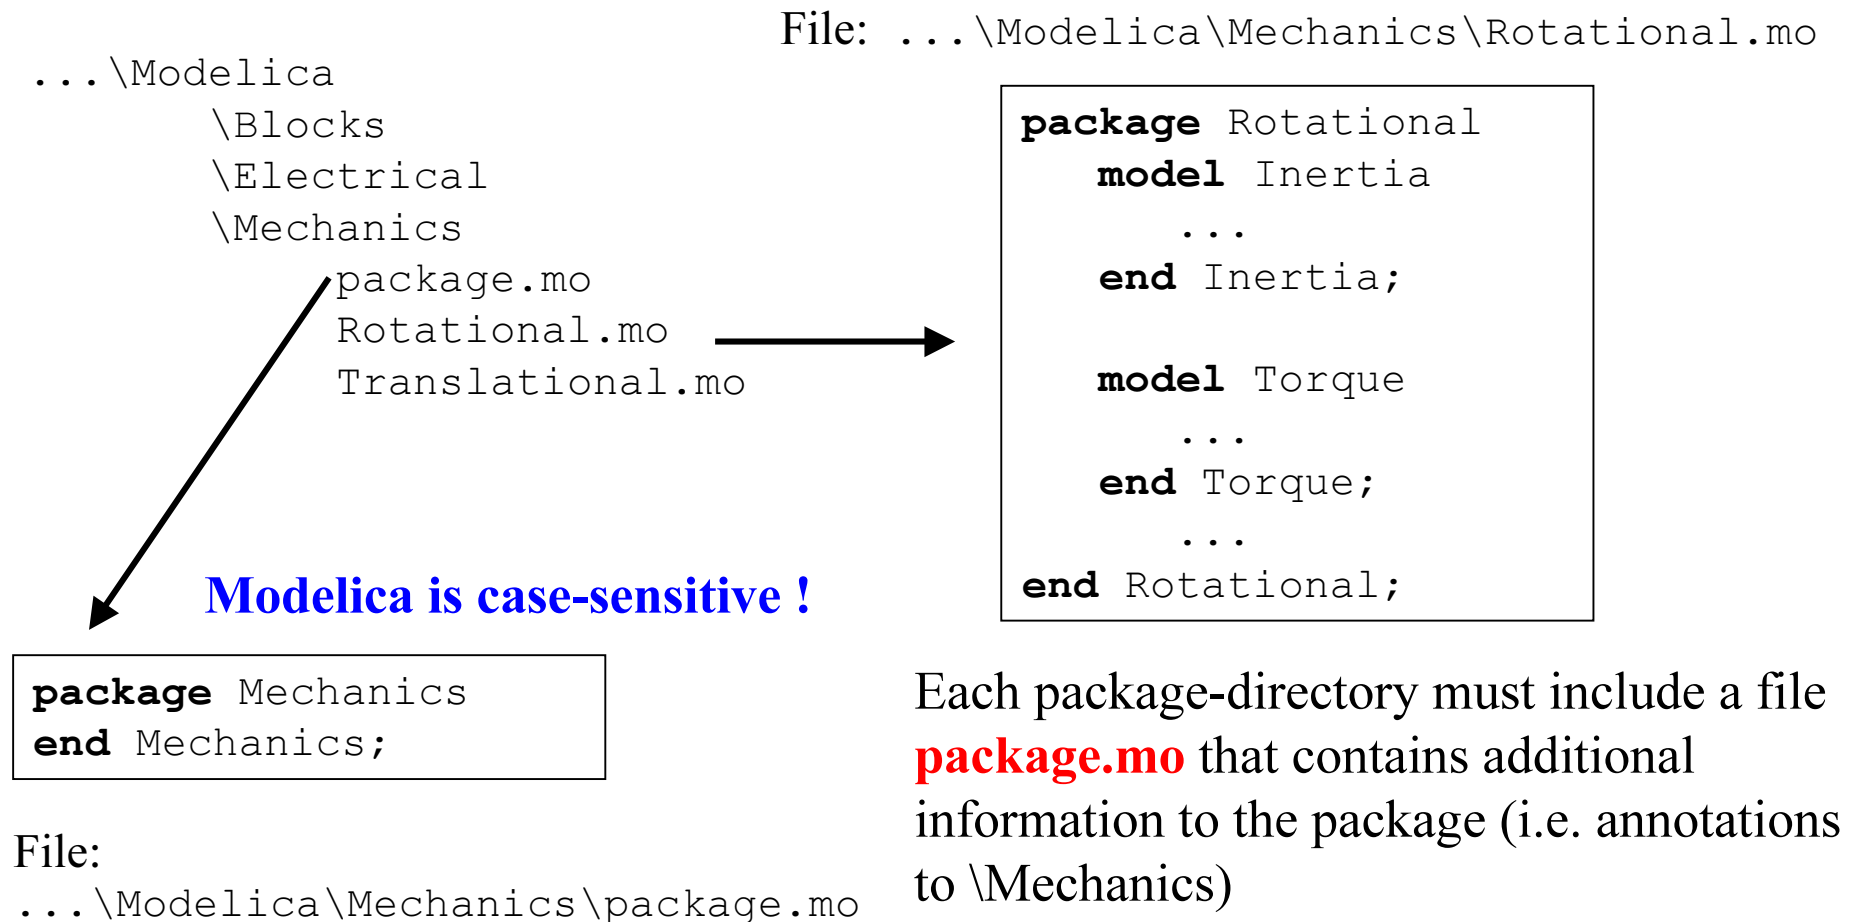 File: ...\Modelica\Mechanics\Rotational.mo
...\Modelica
\Blocks
\Electrical
\Mechanics
package.mo
Rotational.mo
Translational.mo
package Rotational
model Inertia
...
end Inertia;
model Torque
...
end Torque;
...
end Rotational;
Modelica is case-sensitive !
package Mechanics
end Mechanics;
File:
...\Modelica\Mechanics\package.mo
Each package-directory must include a file
package.mo that contains additional
information to the package (i.e. annotations
to \Mechanics)